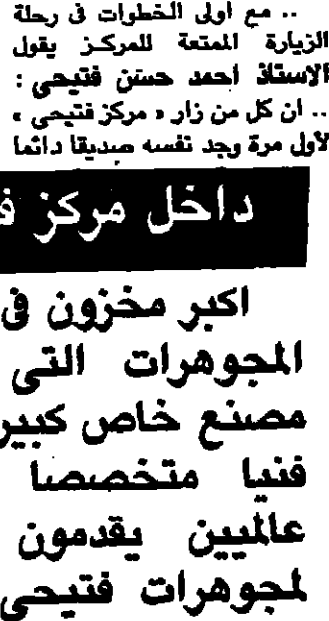 .. مع اولى الخطوات فى رحلة
الزيارة الممتعة للمركز يقول
الاستاذ احمد حسن فتيحى :
.. ان كل من زار « مركز فتيحى »
لاول مرة وجد نفسه صديقا دائما
داخل مركز ف
اكبر مخزون فى
المجوهرات التى
مصنع خاص كبير
فنيا متخصصا
عالميين يقدمون
لمجوهرات فتيحى